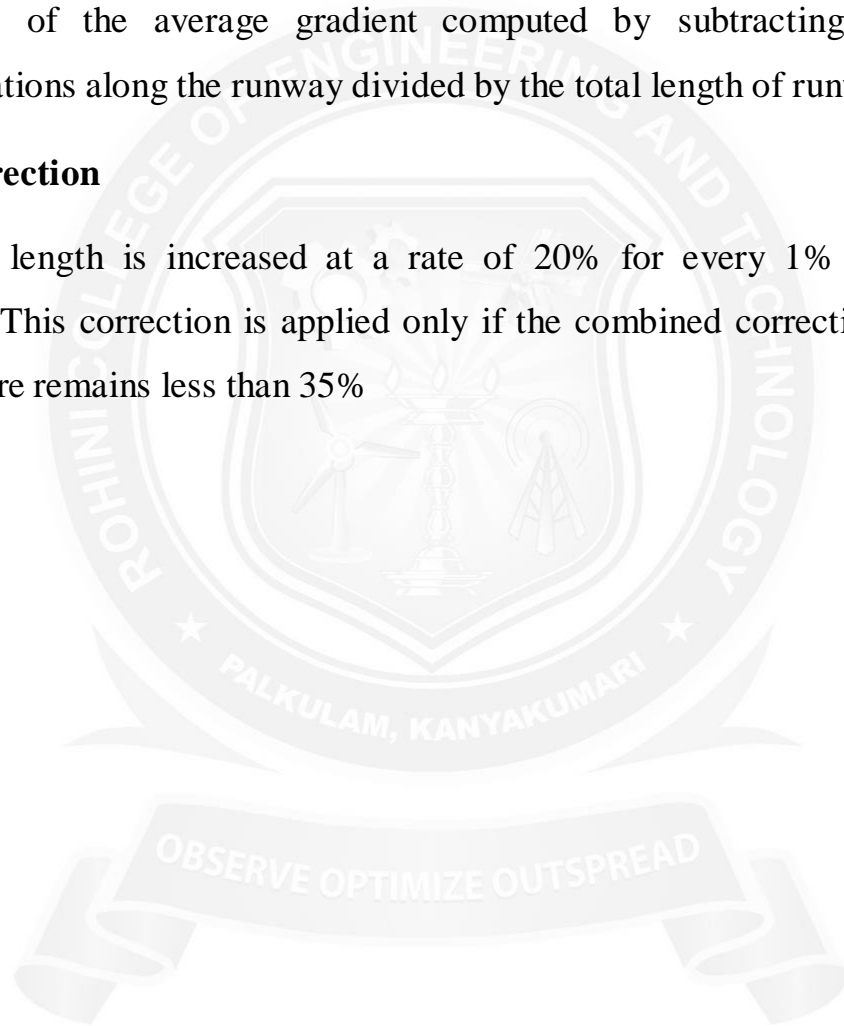 of the average gradient computed by subtracting
ations along the runway divided by the total length of run
rection
length is increased at a rate of 20% for every 1%
This correction is applied only if the combined correcti
re remains less than 35%
ROHINI COLLEGE OF ENGINEERING AND TECHNOLOGY
PALKULAM, KANYAKUMARI
OBSERVE OPTIMIZE OUTSPREAD